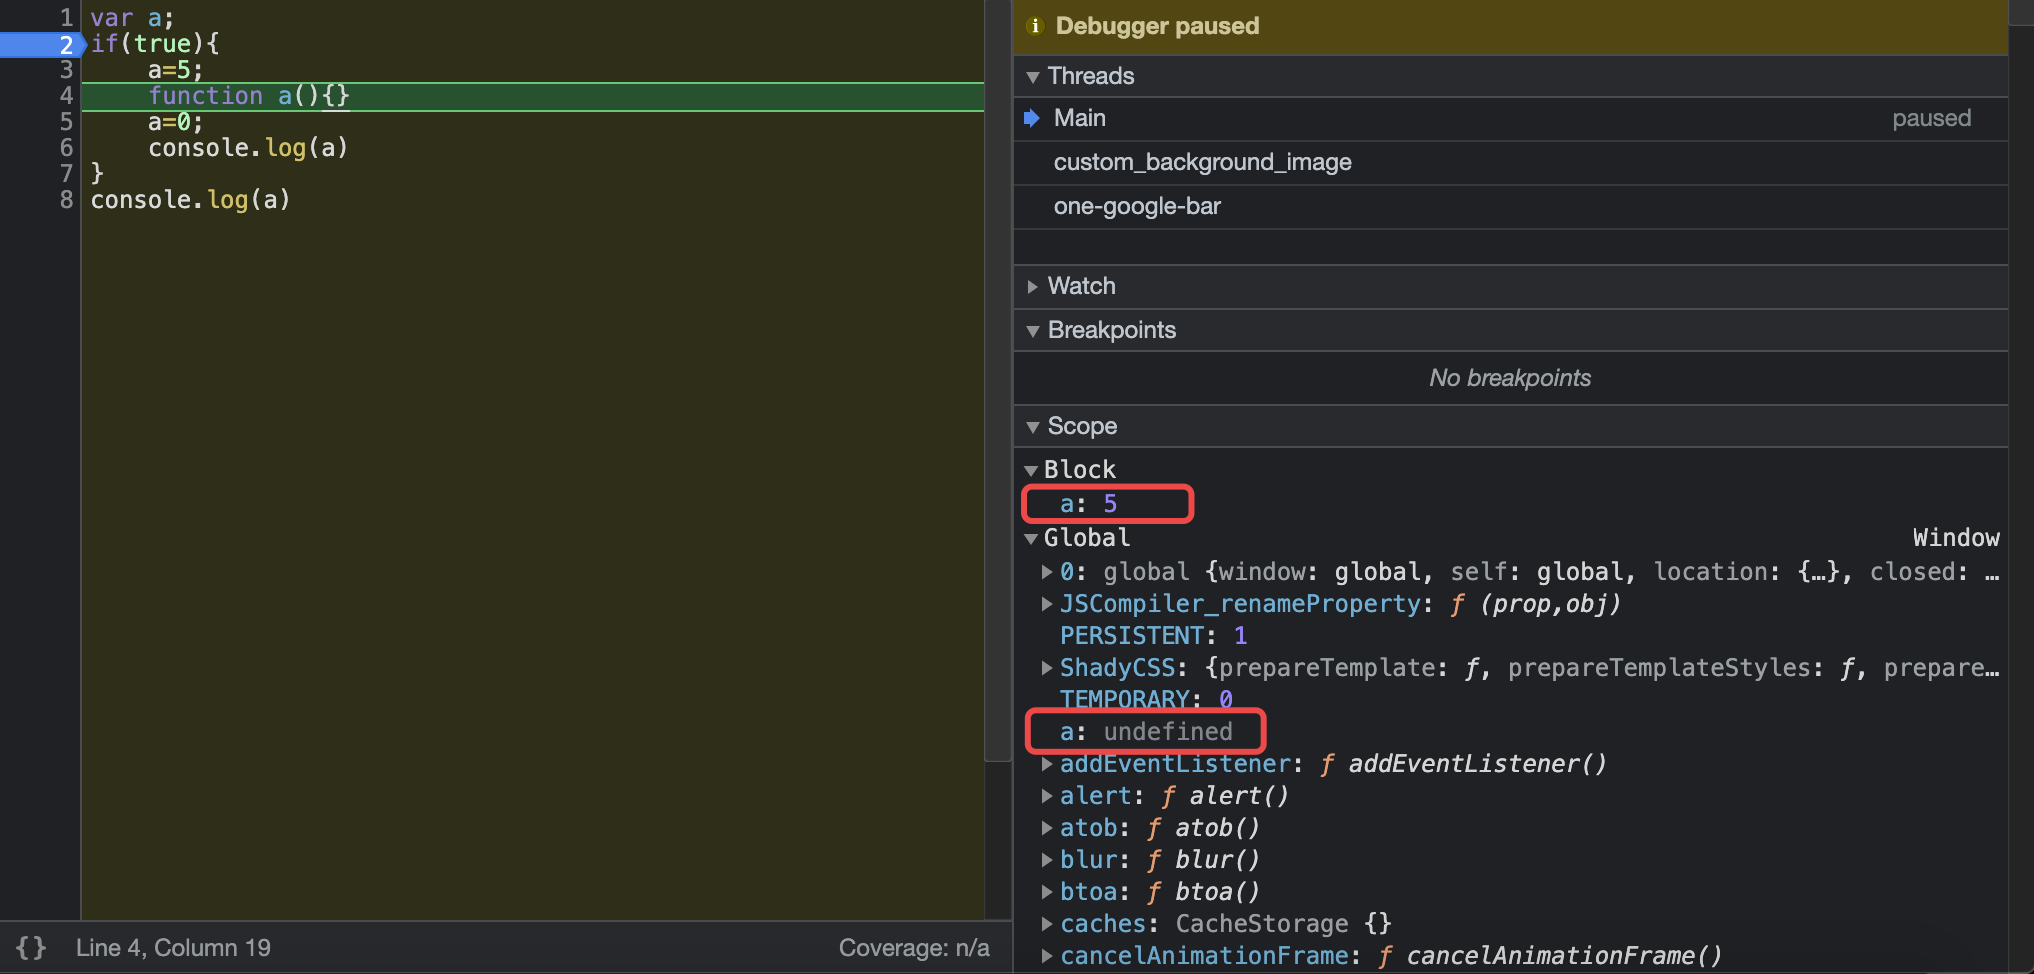 1 var a;
2 if(true){
3 a=5;
4 function a(){}
5 a=0;
6 console.log(a)
7 }
8 console.log(a)
{} Line 4, Column 19 Coverage: n/a
Debugger paused
Threads
Main paused
custom_background_image
one-google-bar
Watch
Breakpoints
No breakpoints
Scope
Block
a: 5
Global Window
0: global {window: global, self: global, location: {…}, closed: …
JSCompiler_renameProperty: ƒ (prop,obj)
PERSISTENT: 1
ShadyCSS: {prepareTemplate: ƒ, prepareTemplateStyles: ƒ, prepare…
TEMPORARY: 0
a: undefined
addEventListener: ƒ addEventListener()
alert: ƒ alert()
atob: ƒ atob()
blur: ƒ blur()
btoa: ƒ btoa()
caches: CacheStorage {}
cancelAnimationFrame: ƒ cancelAnimationFrame()